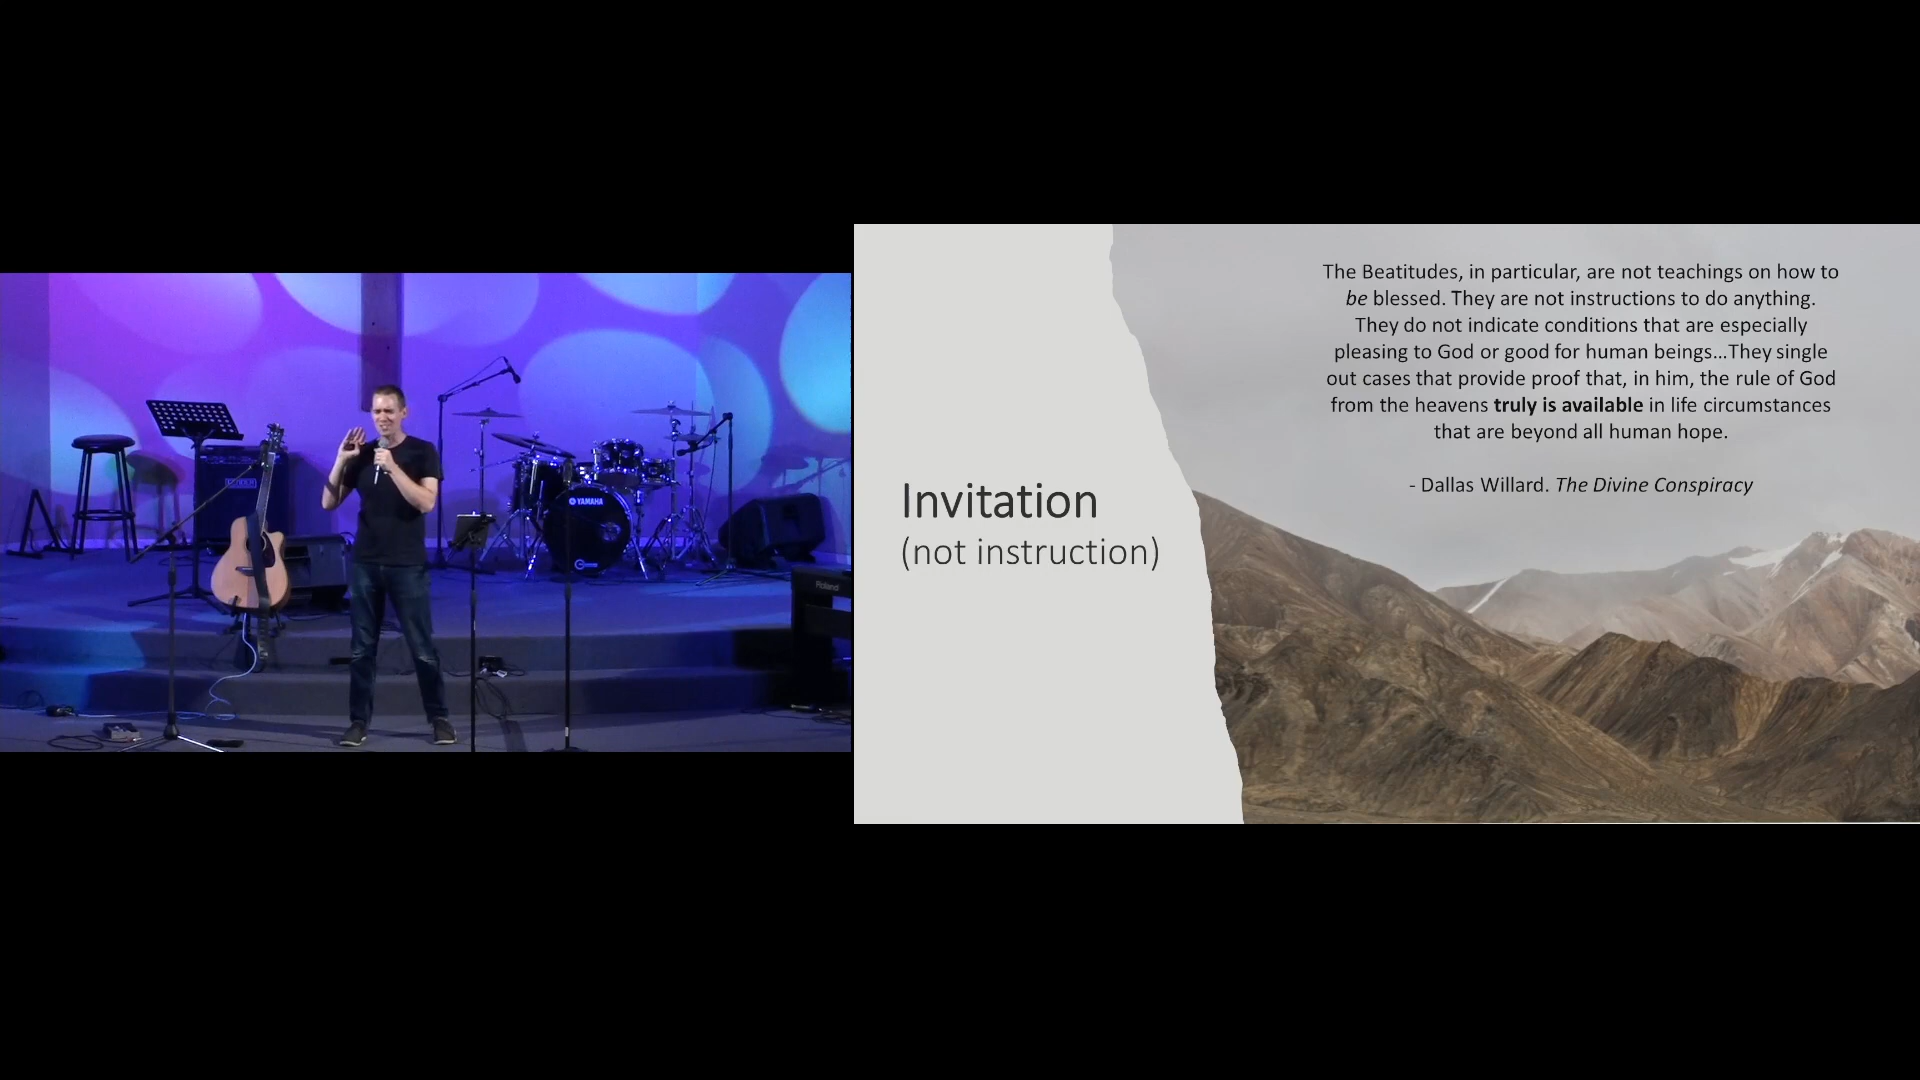 FENDER
YAMAHA
Roland
Invitation
(not instruction)
The Beatitudes, in particular, are not teachings on how to
be blessed. They are not instructions to do anything.
They do not indicate conditions that are especially
pleasing to God or good for human beings...They single
out cases that provide proof that, in him, the rule of God
from the heavens truly is available in life circumstances
that are beyond all human hope.
- Dallas Willard. The Divine Conspiracy